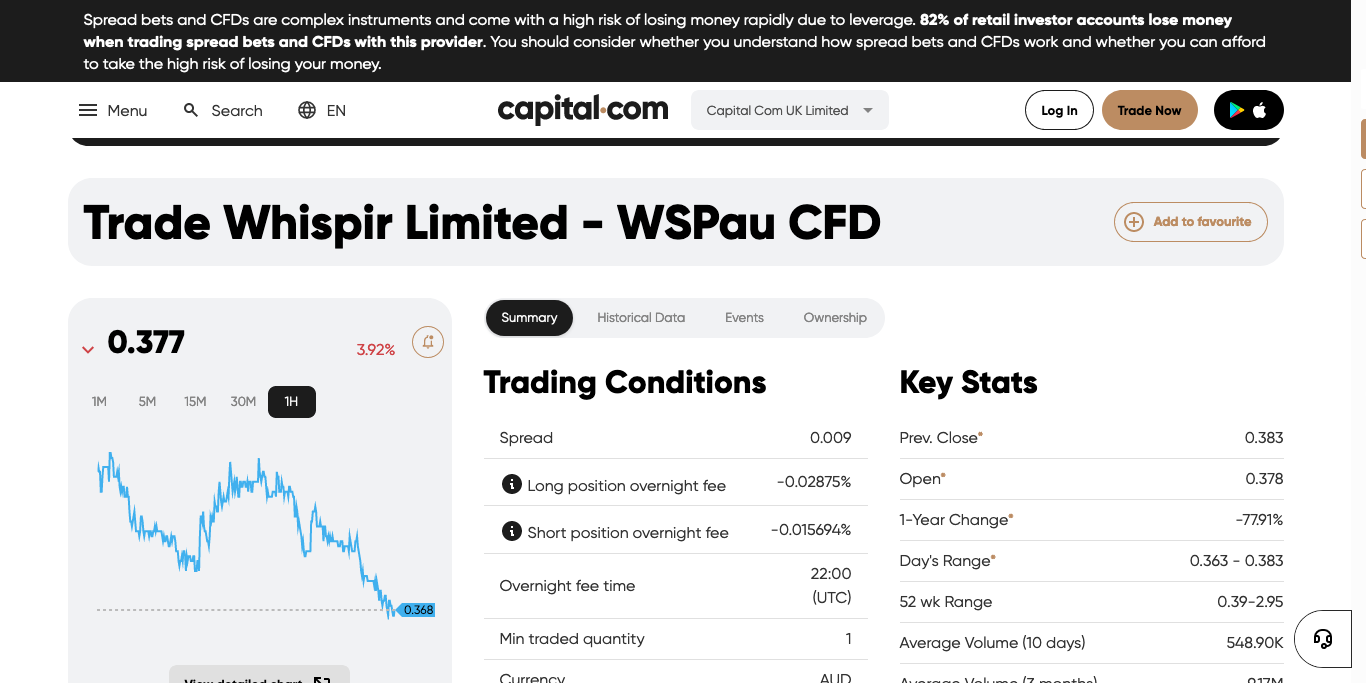 Spread bets and CFDs are complex instruments and come with a high risk of losing money rapidly due to leverage. 82% of retail investor accounts lose money
when trading spread bets and CFDs with this provider. You should consider whether you understand how spread bets and CFDs work and whether you can afford
to take the high risk of losing your money.
Menu Search EN capital.com Capital Com UK Limited Log In Trade Now
Trade Whispir Limited - WSPau CFD
Add to favourite
0.377 3.92%
1M 5M 15M 30M 1H
0.368
View detailed chart
Summary Historical Data Events Ownership
Trading Conditions
Spread 0.009
Long position overnight fee -0.02875%
Short position overnight fee -0.015694%
Overnight fee time 22:00
(UTC)
Min traded quantity 1
Currency AUD
Key Stats
Prev. Close* 0.383
Open* 0.378
1-Year Change* -77.91%
Day's Range* 0.363 - 0.383
52 wk Range 0.39-2.95
Average Volume (10 days) 548.90K
Average Volume (3 months) 9.17M